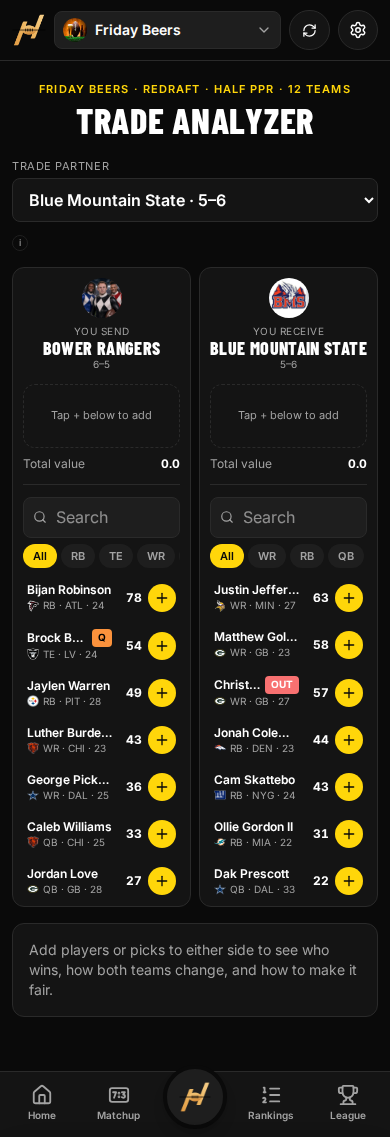 Friday Beers
FRIDAY BEERS · REDRAFT · HALF PPR · 12 TEAMS
TRADE ANALYZER
TRADE PARTNER
Blue Mountain State · 5–6
i
YOU SEND
BOWER RANGERS
6–5
Tap + below to add
Total value 0.0
Search
All RB TE WR
Bijan Robinson
RB · ATL · 24
78
Brock B... Q
TE · LV · 24
54
Jaylen Warren
RB · PIT · 28
49
Luther Burde...
WR · CHI · 23
43
George Pick...
WR · DAL · 25
36
Caleb Williams
QB · CHI · 25
33
Jordan Love
QB · GB · 28
27
YOU RECEIVE
BLUE MOUNTAIN STATE
5–6
Tap + below to add
Total value 0.0
Search
All WR RB QB
Justin Jeffer...
WR · MIN · 27
63
Matthew Gol...
WR · GB · 23
58
Christ... OUT
WR · GB · 27
57
Jonah Cole...
RB · DEN · 23
44
Cam Skattebo
RB · NYG · 24
43
Ollie Gordon II
RB · MIA · 22
31
Dak Prescott
QB · DAL · 33
22
Add players or picks to either side to see who
wins, how both teams change, and how to make it
fair.
Home
7:3
Matchup
Rankings
League